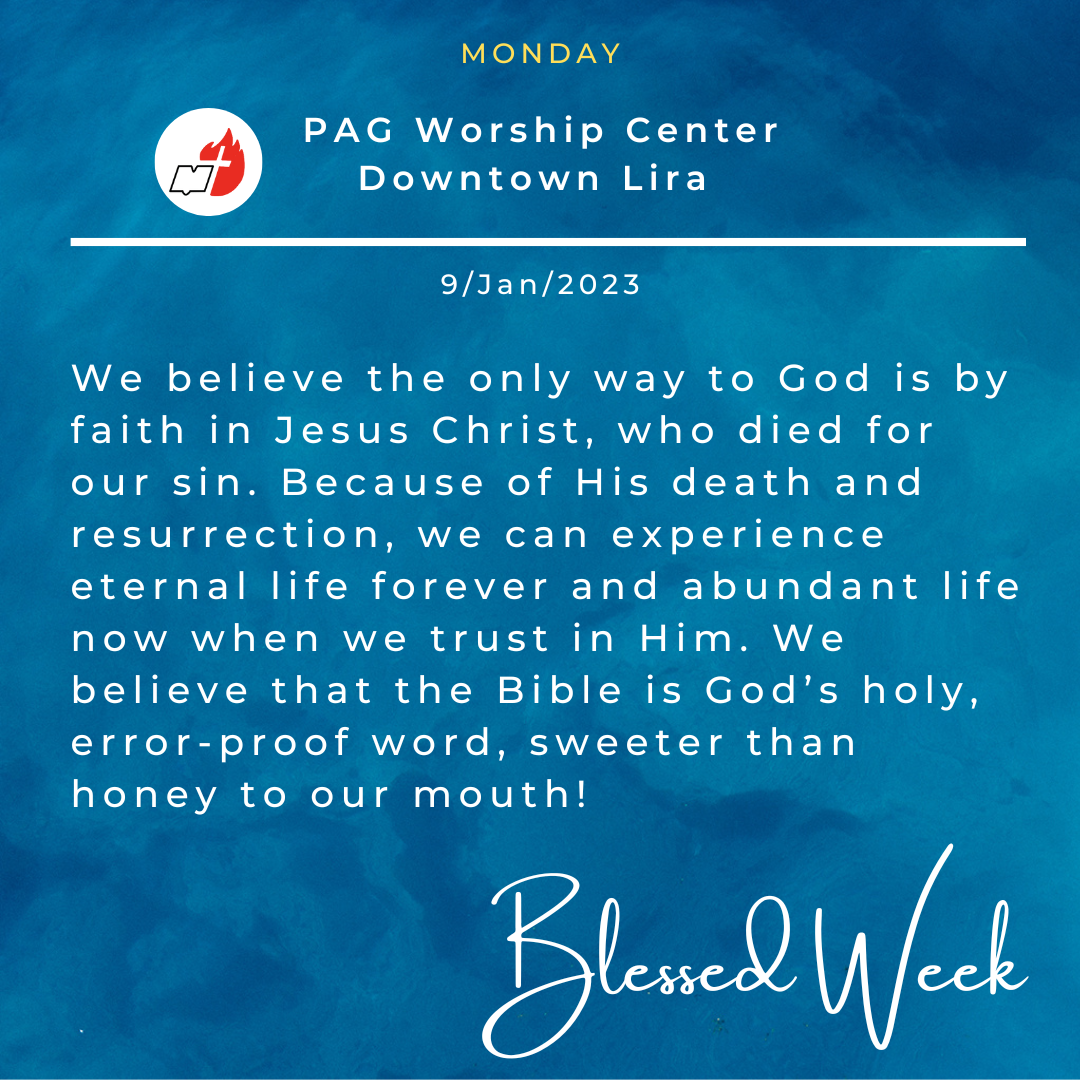 MONDAY
PAG Worship Center
Downtown Lira
9/Jan/2023
We believe the only way to God is by
faith in Jesus Christ, who died for
our sin. Because of His death and
resurrection, we can experience
eternal life forever and abundant life
now when we trust in Him. We
believe that the Bible is God’s holy,
error-proof word, sweeter than
honey to our mouth!
Blessed Week